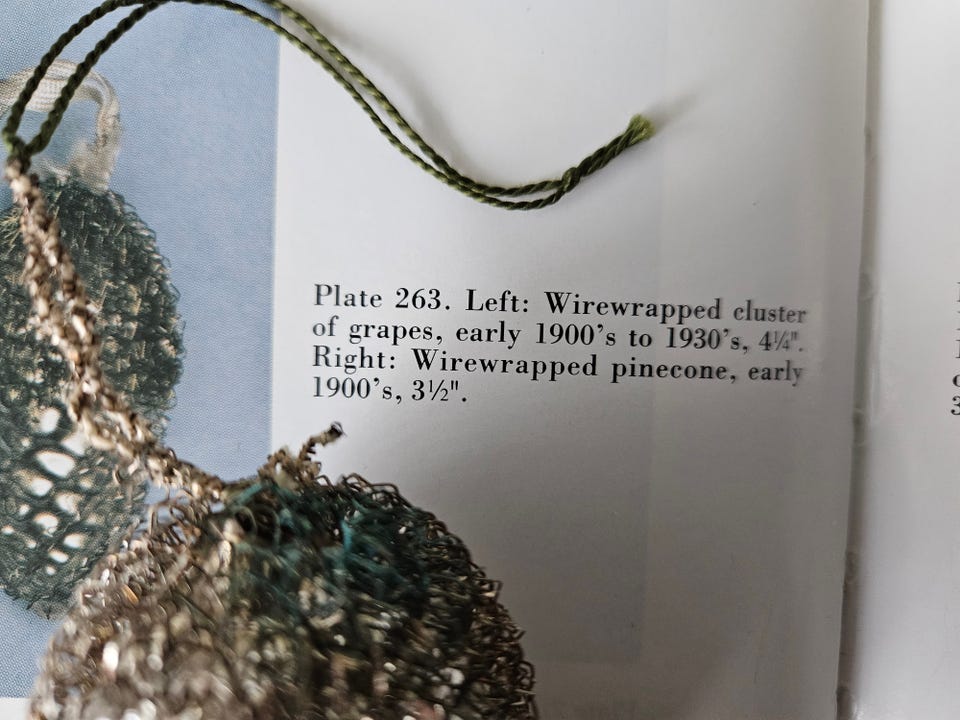 Plate 263. Left: Wirewrapped cluster
of grapes, early 1900's to 1930's, 4¼".
Right: Wirewrapped pinecone, early
1900's, 3½".
3